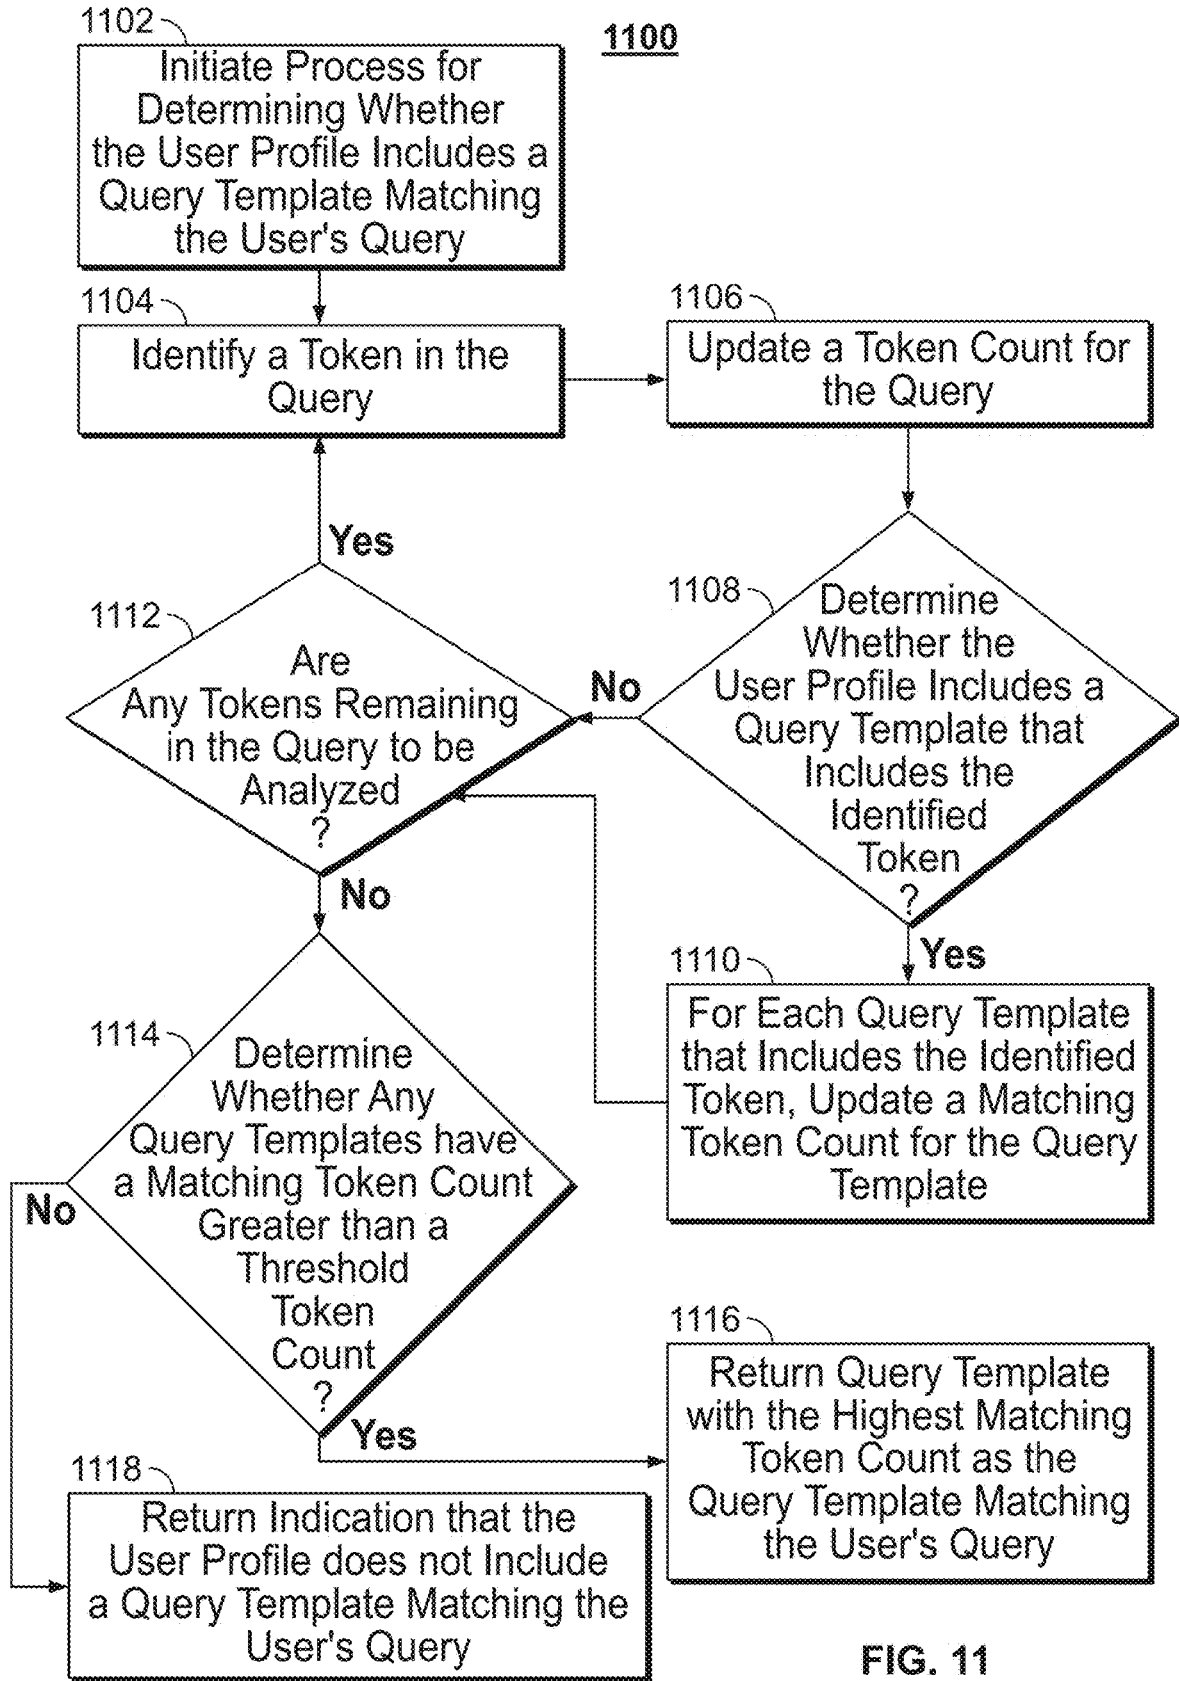 1102
1100
Initiate Process for
Determining Whether
the User Profile Includes a
Query Template Matching
the User's Query
1104
Identify a Token in the
Query
1106
Update a Token Count for
the Query
Yes
1108
Determine
Whether the
User Profile Includes a
Query Template that
Includes the
Identified
Token
?
No
Yes
1112
Are
Any Tokens Remaining
in the Query to be
Analyzed
?
No
1110
For Each Query Template
that Includes the Identified
Token, Update a Matching
Token Count for the Query
Template
1114
Determine
Whether Any
Query Templates have
a Matching Token Count
Greater than a
Threshold
Token
Count
?
No
Yes
1116
Return Query Template
with the Highest Matching
Token Count as the
Query Template Matching
the User's Query
1118
Return Indication that the
User Profile does not Include
a Query Template Matching the
User's Query
FIG. 11